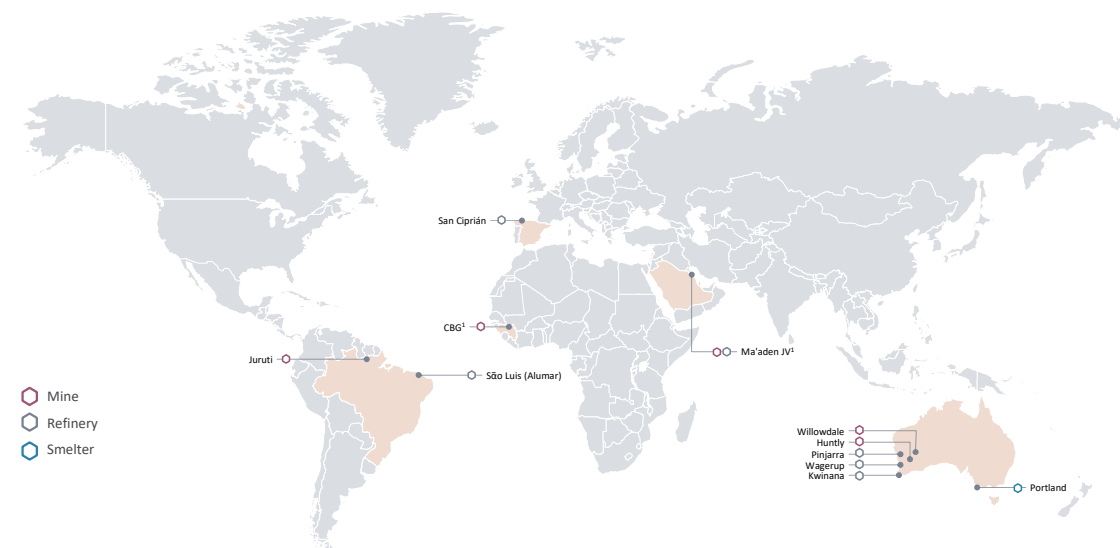 San Ciprián
CBG¹
Ma'aden JV¹
Juruti
São Luis (Alumar)
Mine
Refinery
Smelter
Willowdale
Huntly
Pinjarra
Wagerup
Kwinana
Portland